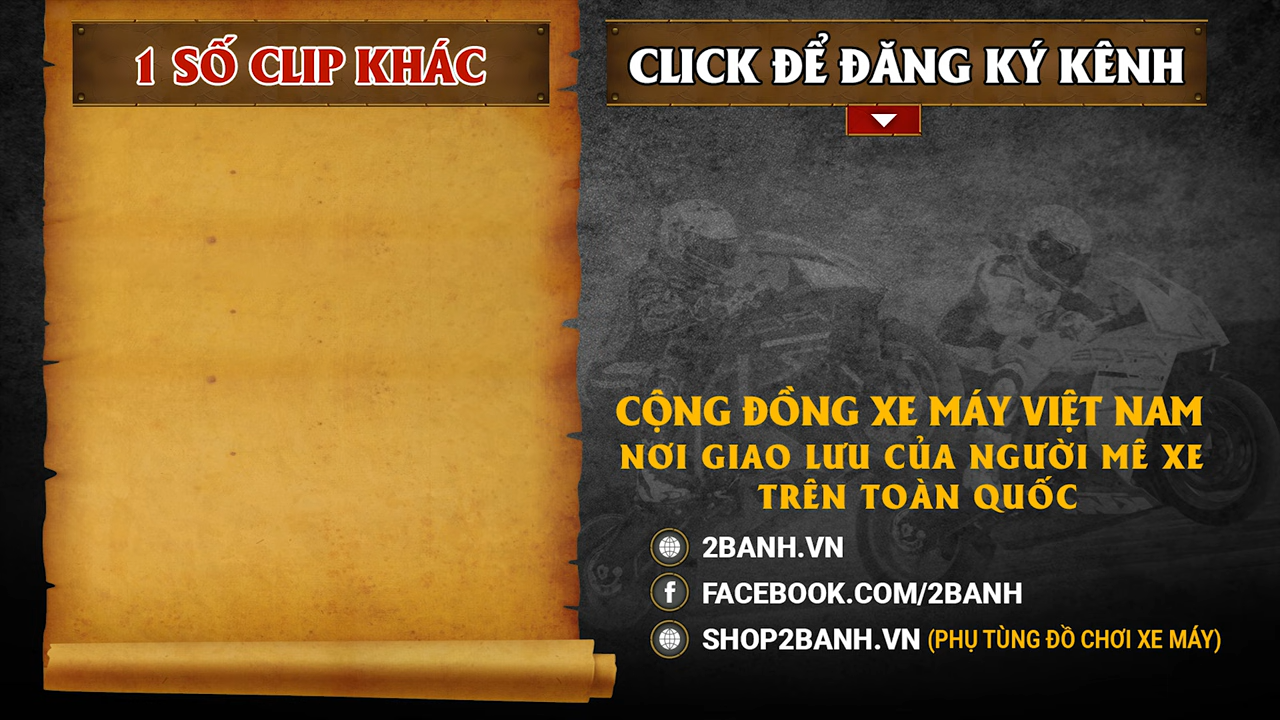 1 SỐ CLIP KHÁC
CLICK ĐỂ ĐĂNG KÝ KÊNH
CỘNG ĐỒNG XE MÁY VIỆT NAM
NƠI GIAO LƯU CỦA NGƯỜI MÊ XE
TRÊN TOÀN QUỐC
2BANH.VN
FACEBOOK.COM/2BANH
SHOP2BANH.VN (PHỤ TÙNG ĐỒ CHƠI XE MÁY)